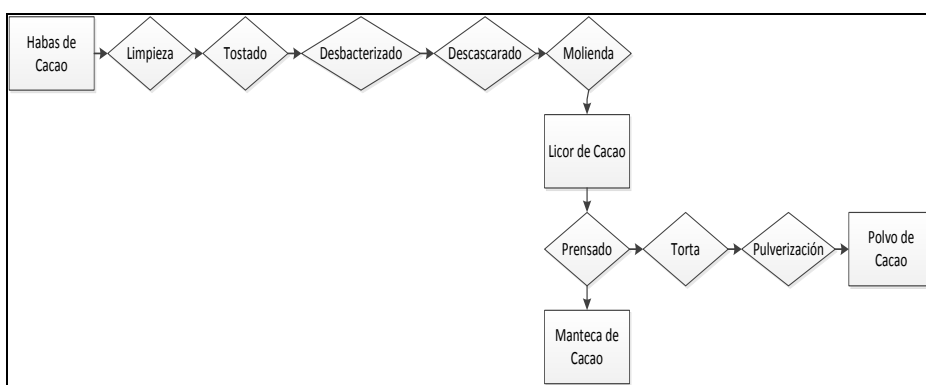 Habas de
Cacao
Limpieza
Tostado
Desbacterizado
Descascarado
Molienda
Licor de Cacao
Prensado
Torta
Pulverización
Polvo de
Cacao
Manteca de
Cacao